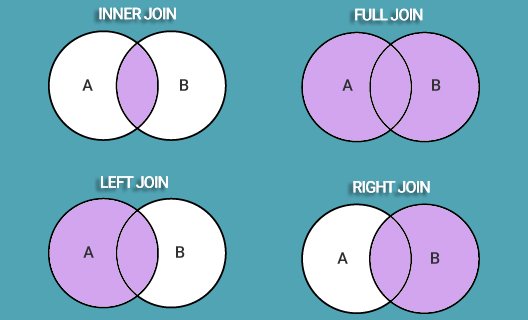 INNER JOIN
A B
FULL JOIN
A B
LEFT JOIN
A B
RIGHT JOIN
A B